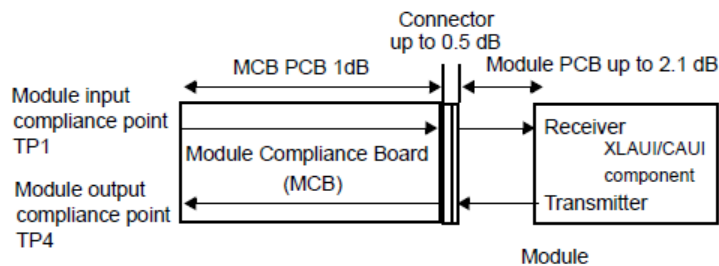 Connector
up to 0.5 dB
MCB PCB 1dB
Module PCB up to 2.1 dB
Module input
compliance point
TP1
Module Compliance Board
(MCB)
Module output
compliance point
TP4
Receiver
XLAUI/CAUI
component
Transmitter
Module